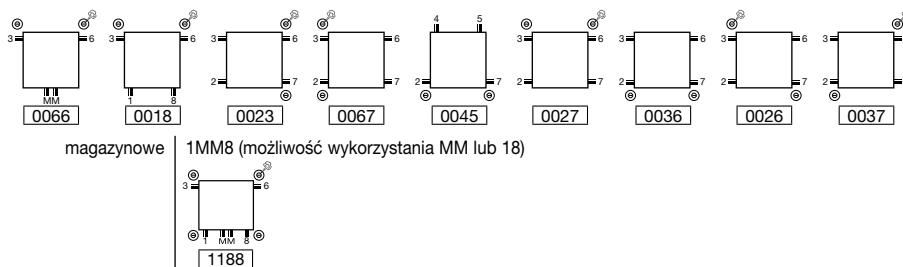 4 5
3 6 3 6 3 6 3 6 3 6 3 6 3 6 3
2 7 2 2 7 2 7 2 7 2 7 2
MM 1 8
0066 0018 0023 0067 0045 0027 0036 0026 0037
magazynowe 1MM8 (możliwość wykorzystania MM lub 18)
3 6
1 MM 8
1188